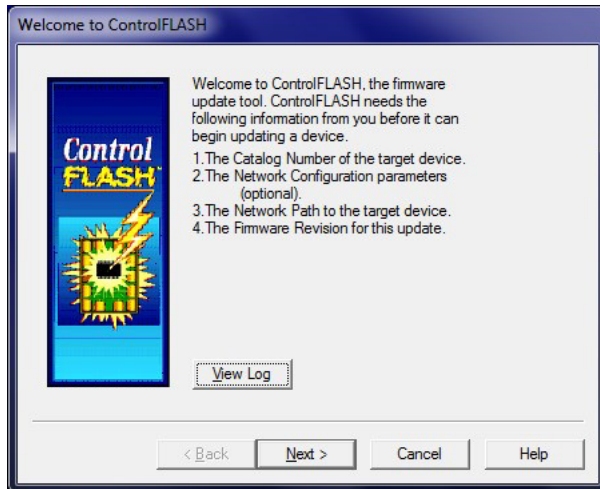 Welcome to ControlFLASH
Welcome to ControlFLASH, the firmware
update tool. ControlFLASH needs the
following information from you before it can
begin updating a device.
1.The Catalog Number of the target device.
2.The Network Configuration parameters
(optional).
3.The Network Path to the target device.
4.The Firmware Revision for this update.
Control
FLASH
View Log
< Back
Next >
Cancel
Help